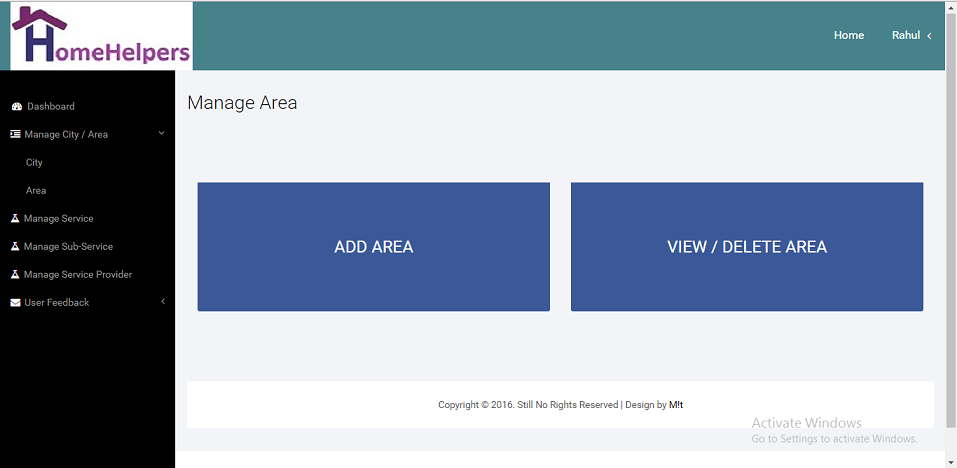 HomeHelpers
Home
Rahul
Dashboard
Manage City / Area
City
Area
Manage Service
Manage Sub-Service
Manage Service Provider
User Feedback
Manage Area
ADD AREA
VIEW / DELETE AREA
Copyright © 2016. Still No Rights Reserved | Design by M!t
Activate Windows
Go to Settings to activate Windows.